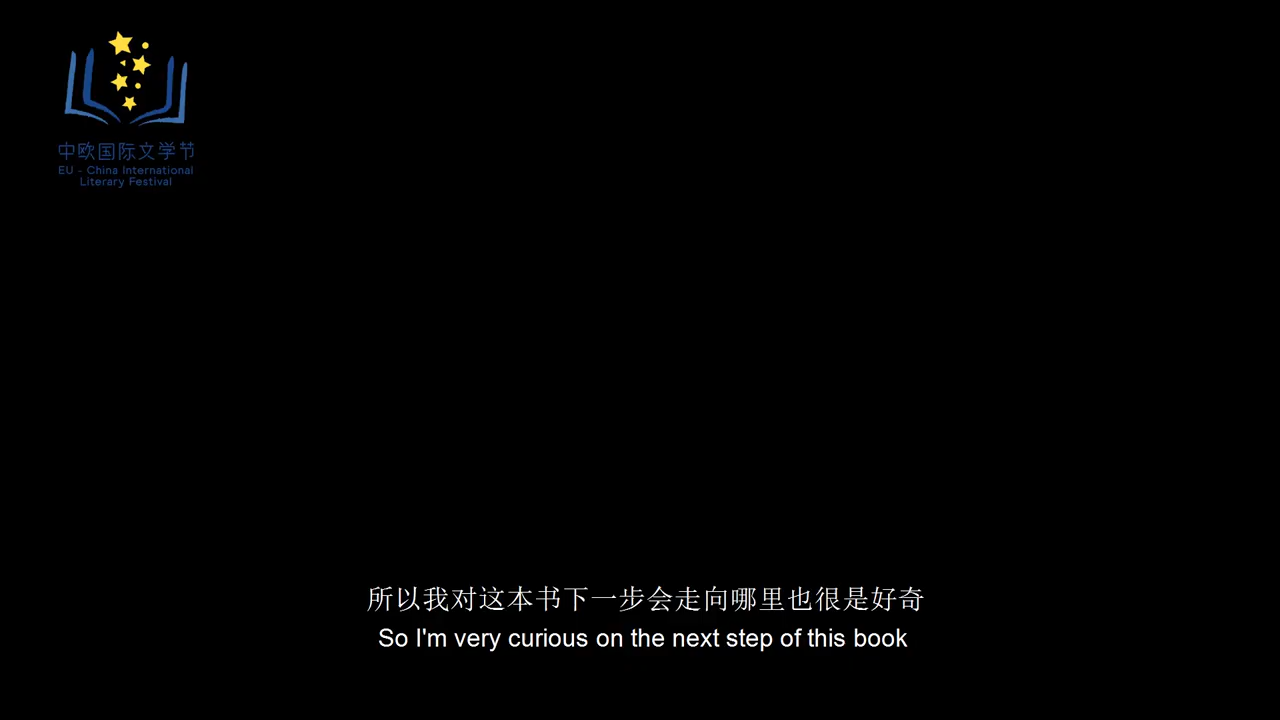 中欧国际文学节
EU - China International
Literary Festival
所以我对这本书下一步会走向哪里也很是好奇
So I'm very curious on the next step of this book